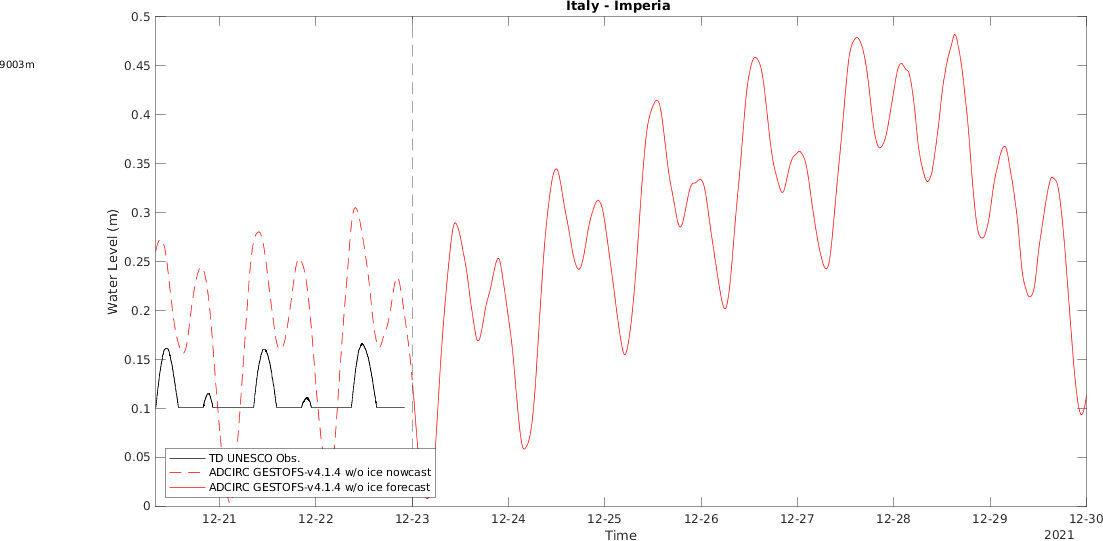 Italy - Imperia
9003m
0.5
0.45
0.4
0.35
0.3
0.25
0.2
0.15
0.1
0.05
0
Water Level (m)
TD UNESCO Obs.
ADCIRC GESTOFS-v4.1.4 w/o ice nowcast
ADCIRC GESTOFS-v4.1.4 w/o ice forecast
12-21 12-22 12-23 12-24 12-25 12-26 12-27 12-28 12-29 12-30
Time
2021